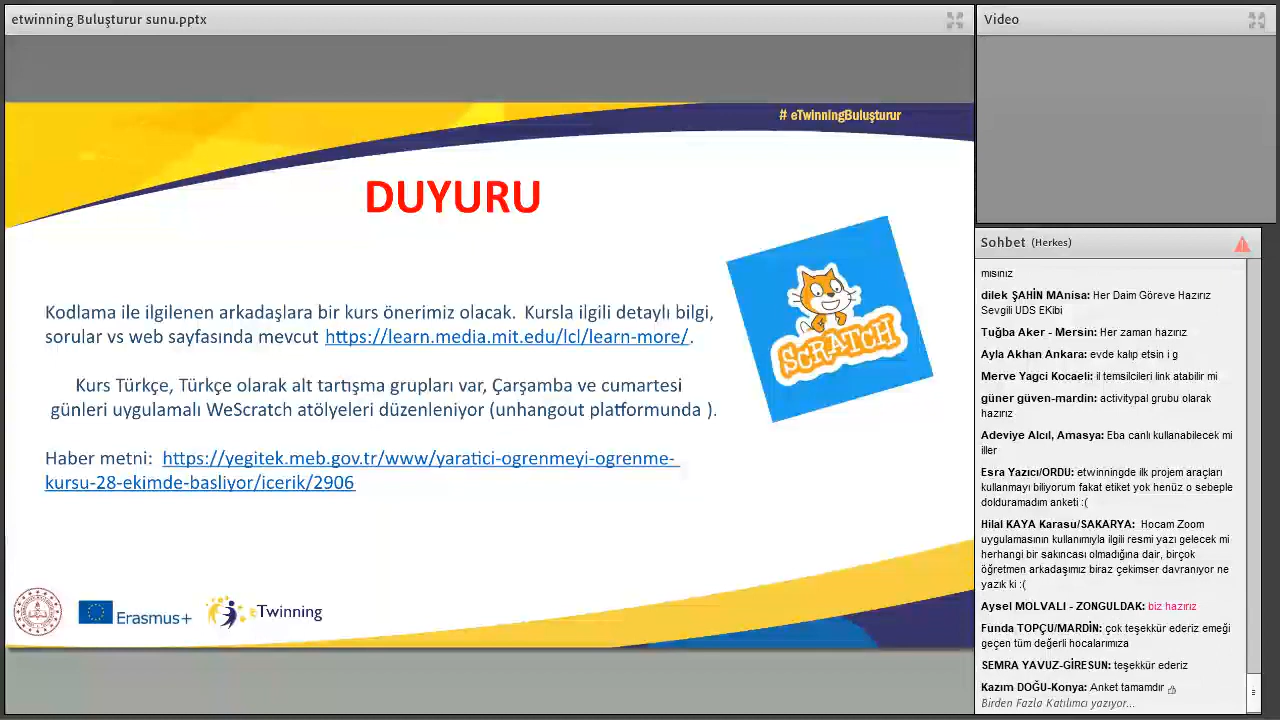 etwinning Buluşturur sunu.pptx
Video
# eTwinningBuluşturur
DUYURU
Kodlama ile ilgilenen arkadaşlara bir kurs önerimiz olacak. Kursla ilgili detaylı bilgi,
sorular vs web sayfasında mevcut https://learn.media.mit.edu/lcl/learn-more/.
Kurs Türkçe, Türkçe olarak alt tartışma grupları var, Çarşamba ve cumartesi
günleri uygulamalı WeScratch atölyeleri düzenleniyor (unhangout platformunda ).
Haber metni: https://yegitek.meb.gov.tr/www/yaratici-ogrenmeyi-ogrenme-
kursu-28-ekimde-basliyor/icerik/2906
SCRATCH
Erasmus+
eTwinning
Sohbet (Herkes)
misiniz
dilek ŞAHİN MAnisa: Her Daim Göreve Hazırız
Sevgili UDS EKibi
Tuğba Aker - Mersin: Her zaman hazırız
Ayla Akhan Ankara: evde kalıp etsin i g
Merve Yagci Kocaeli: il temsilcileri link atabilir mi
güner güven-mardin: activitypal grubu olarak
hazırız
Adeviye Alcıl, Amasya: Eba canlı kullanabilecek mi
iller
Esra Yazıcı/ORDU: etwinningde ilk projem araçları
kullanmayı biliyorum fakat etiket yok henüz o sebeple
dolduramadım anketi :(
Hilal KAYA Karasu/SAKARYA: Hocam Zoom
uygulamasının kullanımıyla ilgili resmi yazı gelecek mi
herhangi bir sakıncası olmadığına dair, birçok
öğretmen arkadaşımız biraz çekimser davranıyor ne
yazık ki :(
Aysel MOLVALI - ZONGULDAK: biz hazırız
Funda TOPÇU/MARDİN: çok teşekkür ederiz emeği
geçen tüm değerli hocalarımıza
SEMRA YAVUZ-GİRESUN: teşekkür ederiz
Kazım DOĞU-Konya: Anket tamamdır
Birden Fazla Katılımcı yazıyor...